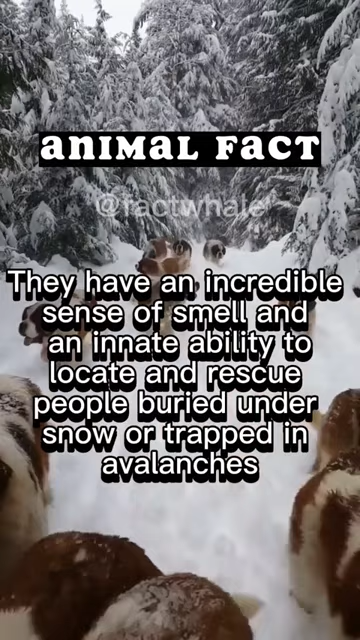 ANIMAL FACT
@factwhale
They have an incredible
sense of smell and
an innate ability to
locate and rescue
people buried under
snow or trapped in
avalanches